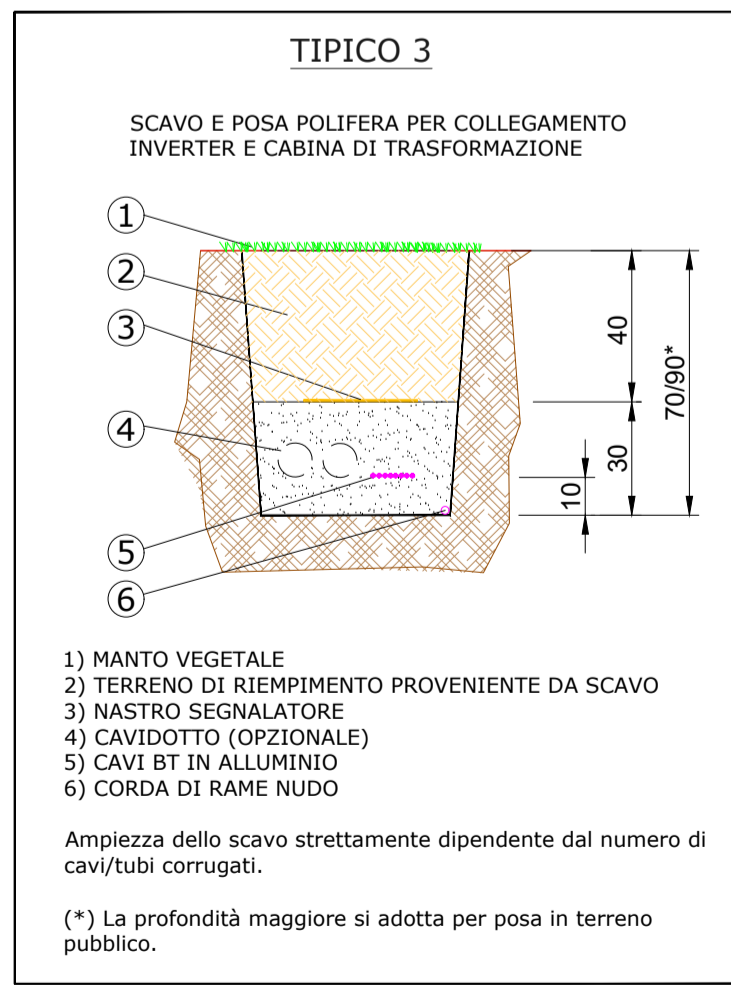 TIPICO 3
SCAVO E POSA POLIFERA PER COLLEGAMENTO
INVERTER E CABINA DI TRASFORMAZIONE
1
2
3
4
5
6
40
30
10
70/90*
1) MANTO VEGETALE
2) TERRENO DI RIEMPIMENTO PROVENIENTE DA SCAVO
3) NASTRO SEGNALATORE
4) CAVIDOTTO (OPZIONALE)
5) CAVI BT IN ALLUMINIO
6) CORDA DI RAME NUDO
Ampiezza dello scavo strettamente dipendente dal numero di
cavi/tubi corrugati.
(*) La profondità maggiore si adotta per posa in terreno
pubblico.